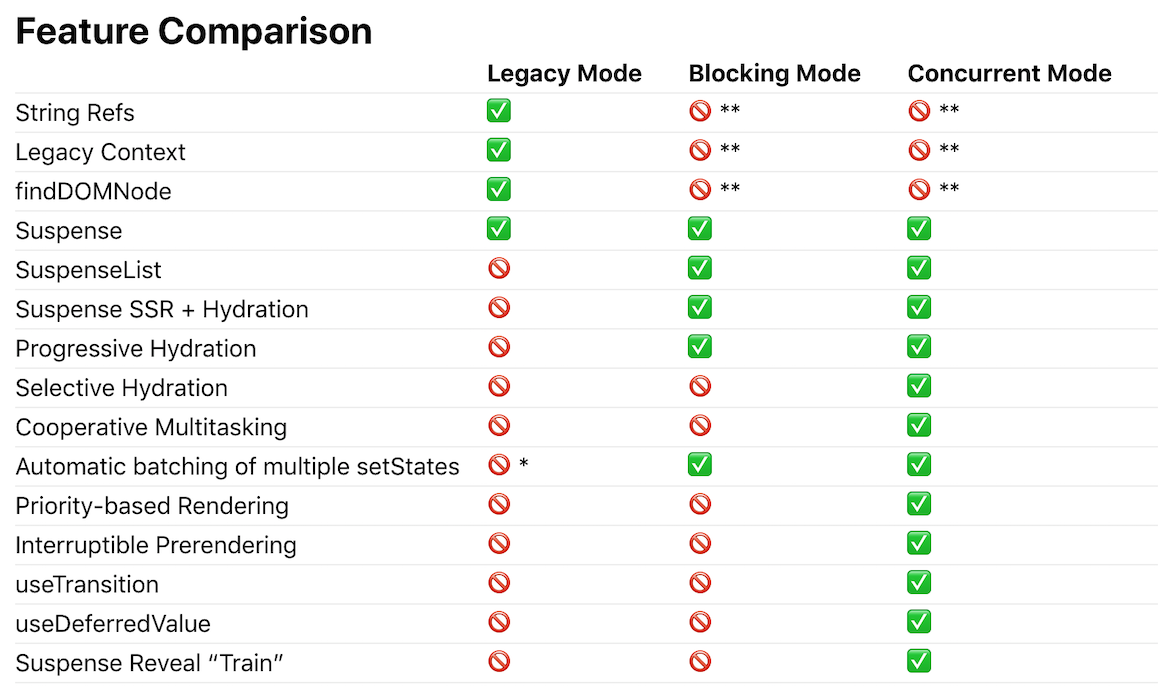 Feature Comparison
Legacy Mode Blocking Mode Concurrent Mode
String Refs ✅ 🚫 ** 🚫 **
Legacy Context ✅ 🚫 ** 🚫 **
findDOMNode ✅ 🚫 ** 🚫 **
Suspense ✅ ✅ ✅
SuspenseList 🚫 ✅ ✅
Suspense SSR + Hydration 🚫 ✅ ✅
Progressive Hydration 🚫 ✅ ✅
Selective Hydration 🚫 🚫 ✅
Cooperative Multitasking 🚫 🚫 ✅
Automatic batching of multiple setStates 🚫 * ✅ ✅
Priority-based Rendering 🚫 🚫 ✅
Interruptible Prerendering 🚫 🚫 ✅
useTransition 🚫 🚫 ✅
useDeferredValue 🚫 🚫 ✅
Suspense Reveal “Train” 🚫 🚫 ✅